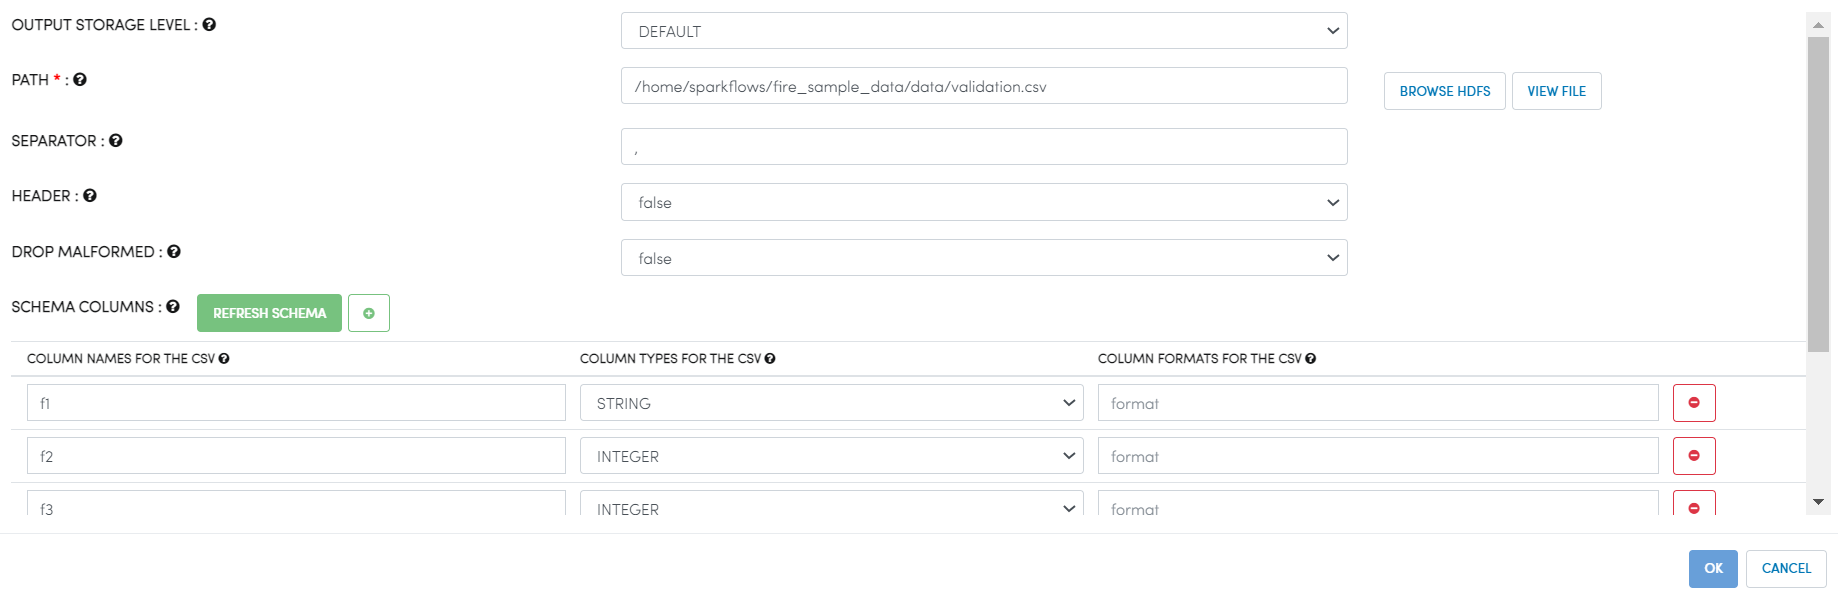 OUTPUT STORAGE LEVEL :
DEFAULT
PATH * :
/home/sparkflows/fire_sample_data/data/validation.csv
BROWSE HDFS
VIEW FILE
SEPARATOR :
,
HEADER :
false
DROP MALFORMED :
false
SCHEMA COLUMNS :
REFRESH SCHEMA
COLUMN NAMES FOR THE CSV
COLUMN TYPES FOR THE CSV
COLUMN FORMATS FOR THE CSV
f1
STRING
format
f2
INTEGER
format
f3
INTEGER
format
OK
CANCEL